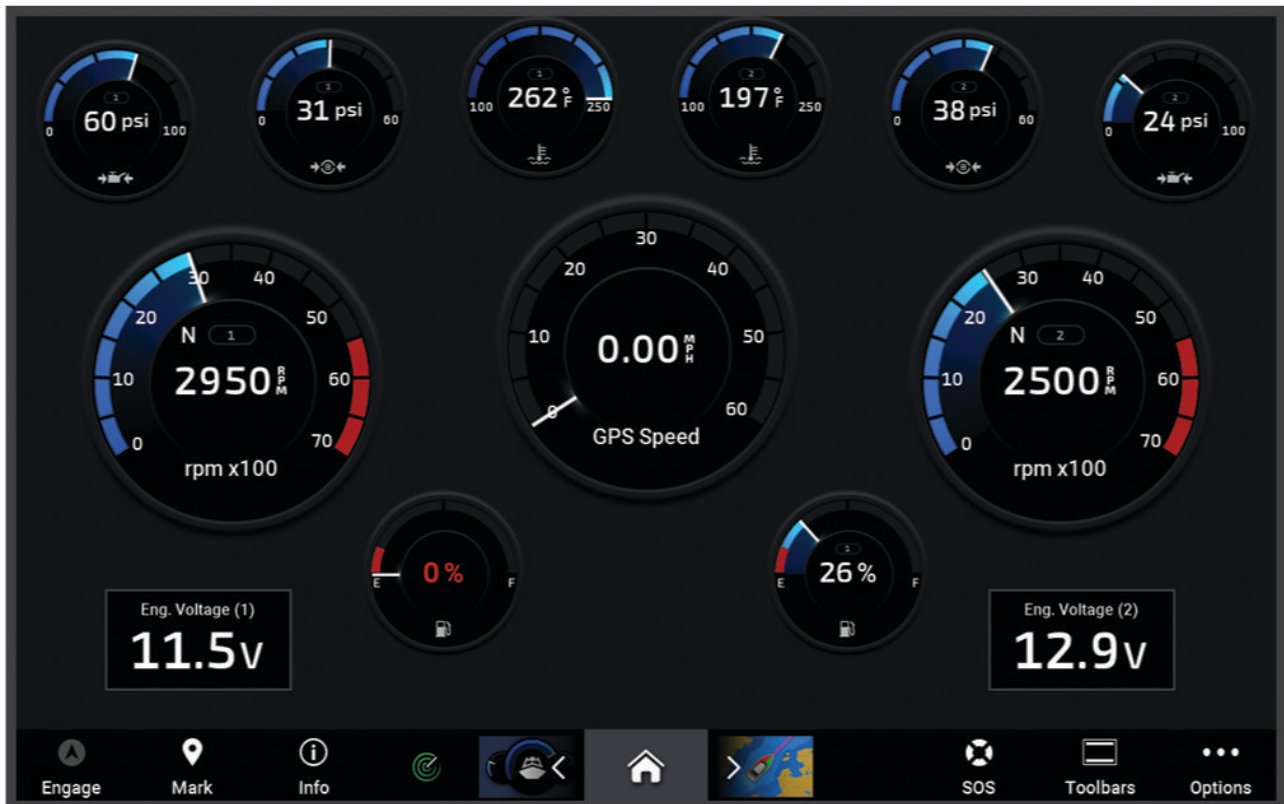 1
60 psi
0
100
1
31 psi
0
60
1
262 °F
100
250
2
197 °F
100
250
2
38 psi
0
60
2
24 psi
0
100
0
10
20
30
40
50
60
70
N
1
2950 RPM
rpm x100
0
10
20
30
40
50
60
0.00 MPH
GPS Speed
0
10
20
30
40
50
60
70
N
2
2500 RPM
rpm x100
0 %
E
F
1
26 %
E
F
Eng. Voltage (1)
11.5 V
Eng. Voltage (2)
12.9 V
Engage
Mark
Info
SOS
Toolbars
Options